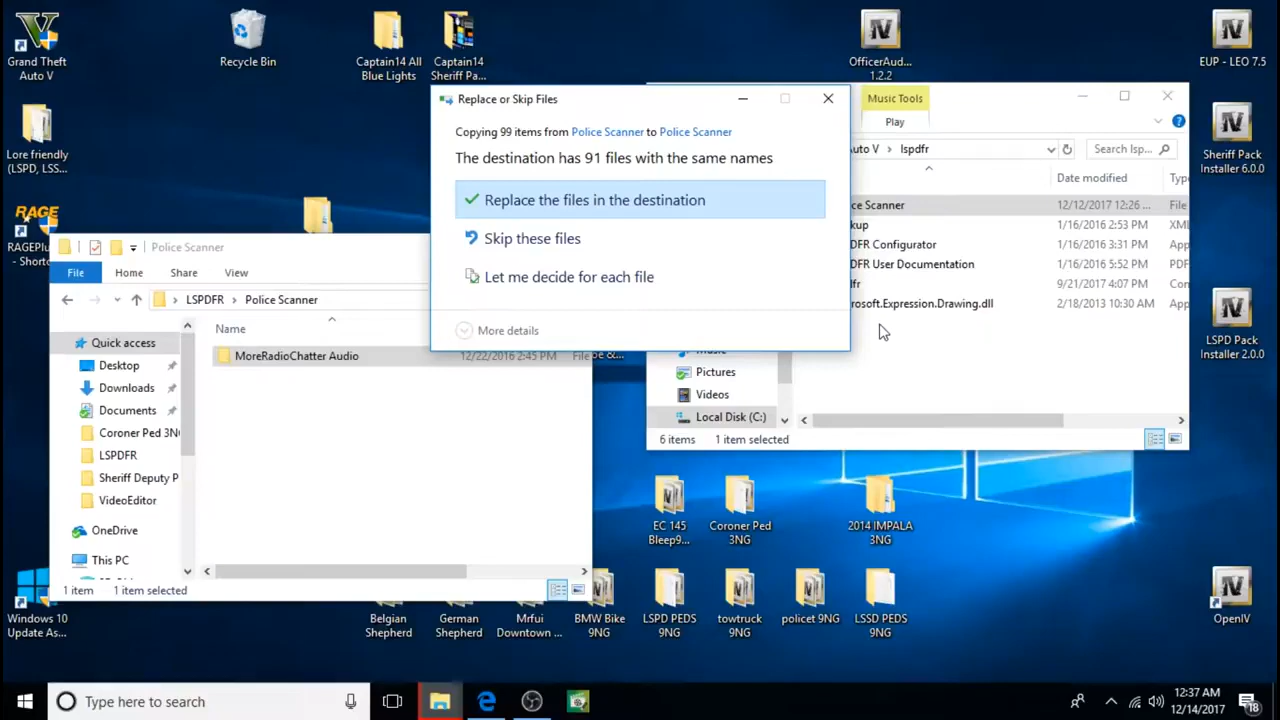 Grand Theft
Auto V
Recycle Bin
Captain14 All
Blue Lights
Captain14
Sheriff Pa...
OfficerAud...
1.2.2
EUP - LEO 7.5
Lore friendly
(LSPD, LSS...
Sheriff Pack
Installer 6.0.0
RAGE
RAGEPlu
- Shorto
LSPD Pack
Installer 2.0.0
Replace or Skip Files
Copying 99 items from Police Scanner to Police Scanner
The destination has 91 files with the same names
Replace the files in the destination
Skip these files
Let me decide for each file
More details
Music Tools
Play
Auto V > lspdfr
Search lsp...
Date modified
Type
ce Scanner 12/12/2017 12:26 ... File
kup 1/16/2016 2:53 PM XML
DFR Configurator 1/16/2016 3:31 PM App
DFR User Documentation 1/16/2016 5:52 PM PDF
fr 9/21/2017 4:07 PM Con
rosoft.Expression.Drawing.dll 2/18/2013 10:30 AM App
Pictures
Videos
Local Disk (C:)
6 items 1 item selected
Police Scanner
File Home Share View
> LSPDFR > Police Scanner
Name
Quick access
Desktop
Downloads
Documents
Coroner Ped 3N
LSPDFR
Sheriff Deputy P
VideoEditor
OneDrive
This PC
MoreRadioChatter Audio 12/22/2016 2:45 PM File
1 item 1 item selected
EC 145
Bleep9...
Coroner Ped
3NG
2014 IMPALA
3NG
Windows 10
Update As...
Belgian
Shepherd
German
Shepherd
Mrfui
Downtown ...
BMW Bike
9NG
LSPD PEDS
9NG
towtruck
9NG
policet 9NG
LSSD PEDS
9NG
OpenIV
Type here to search
12:37 AM
12/14/2017
18